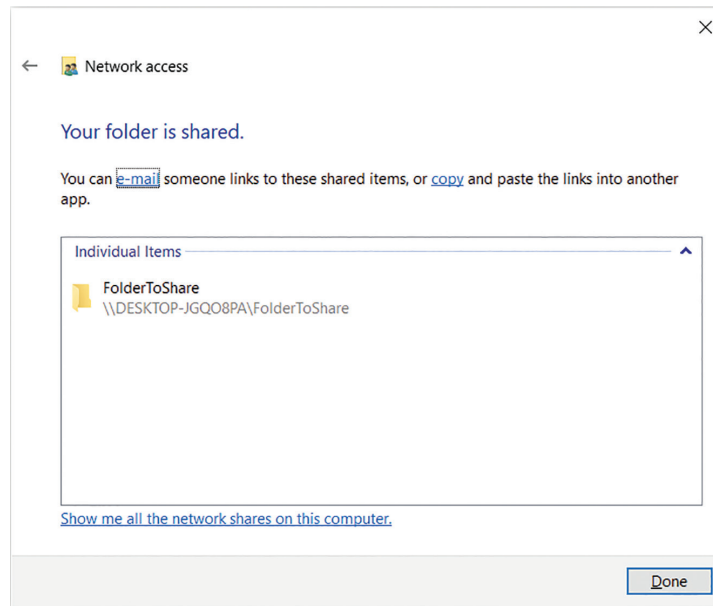 Network access
Your folder is shared.
You can e-mail someone links to these shared items, or copy and paste the links into another
app.
Individual Items
FolderToShare
\\DESKTOP-JGQO8PA\FolderToShare
Show me all the network shares on this computer.
Done